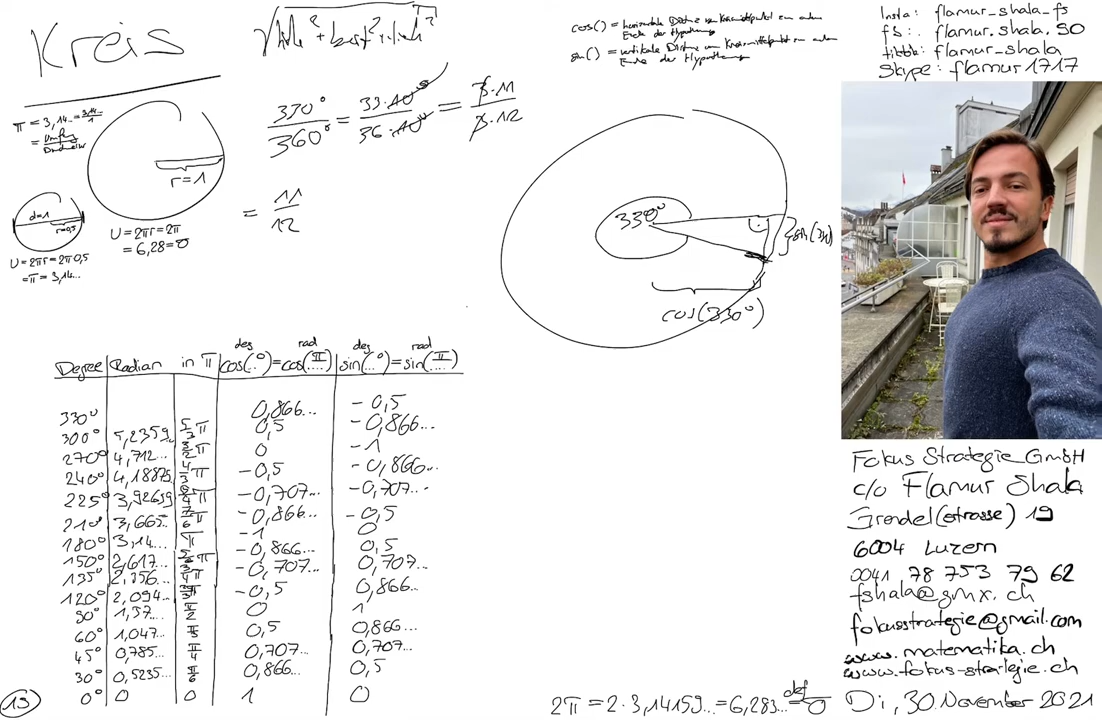 Kreis
π = 3,14.. = 3,14.../1
= Umfang/Durchmesser
r=1
U=2πr=2π
= 6,28=0
d=1
r=0,5
U=2πr=2π0,5
=π= 3,14...
330°/360° = 33·10°/36·10° = 3·11/3·12
= 11/12
cos() = horizontale Distanz vom Kreismittelpunkt zum andern
Ende der Hypothenuse
sin() = vertikale Distanz vom Kreismittelpunkt zum andern
Ende der Hypothenuse
330°
sin(330)
cos(330°)
Insta: flamur_shala_fs
fb:. flamur.shala.90
tiktok: flamur_shala
Skype: flamur1717
deg rad deg rad
Degree Radian in π cos(..°)=cos(π/....) sin(...°)=sin(π/....)
330° 0,866... -0,5
300° 5,2359.. 5/3π 0,5 -0,866...
270° 4,712... 3/2π 0 -1
240° 4,18879 4/3π -0,5 -0,866...
225° 3,92699 5/4π -0,707... -0,707...
210° 3,665.. 7/6π -0,866... -0,5
180° 3,14... π -1 0
150° 2,617... 5/6π -0,866... 0,5
135° 2,356... 3/4π -0,707... 0,707...
120° 2,094... 2/3π -0,5 0,866...
90° 1,57.. π/2 0 1
60° 1,047... π/3 0,5 0,866...
45° 0,785... π/4 0,707... 0,707...
30° 0,5235.. π/6 0,866... 0,5
0° 0 0 1 0
13
2π = 2·3,14159...=6,283...=def 0
Fokus Strategie GmbH
c/o Flamur Shala
Grendel(strasse) 19
6004 Luzern
0041 78 753 79 62
fshala@gmx.ch
fokusstrategie@gmail.com
www.matematika.ch
www.fokus-strategie.ch
Di, 30.November 2021